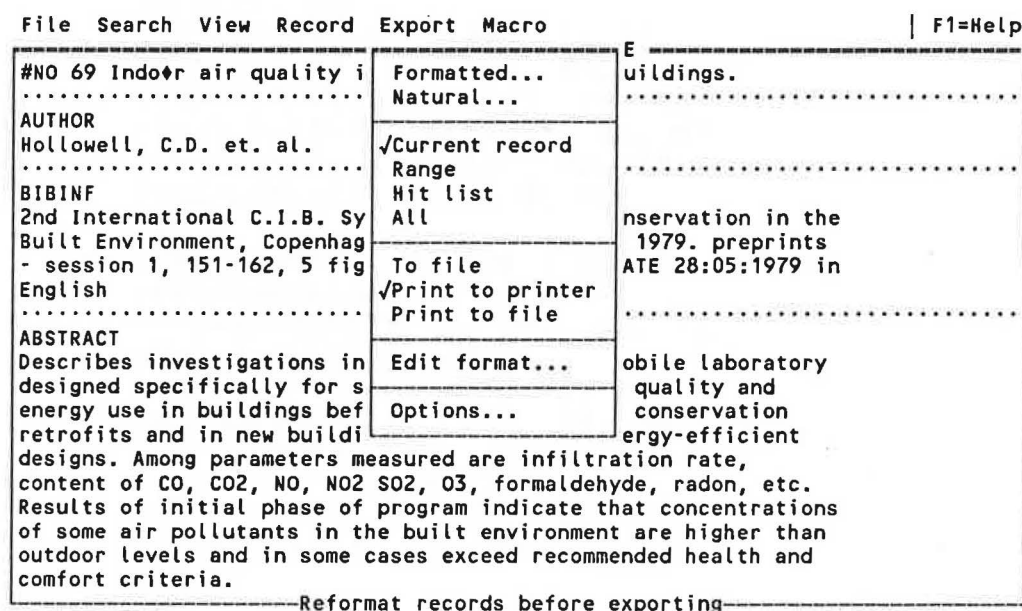 File Search View Record Export Macro | F1=Help
E
#NO 69 Indo♦r air quality i Formatted... uildings.
Natural...
AUTHOR
Hollowell, C.D. et. al. √Current record
Range
BIBINF Hit list
2nd International C.I.B. Sy All nservation in the
Built Environment, Copenhag 1979. preprints
- session 1, 151-162, 5 fig To file ATE 28:05:1979 in
English √Print to printer
Print to file
ABSTRACT
Describes investigations in Edit format... obile laboratory
designed specifically for s quality and
energy use in buildings bef Options... conservation
retrofits and in new buildi ergy-efficient
designs. Among parameters measured are infiltration rate,
content of CO, CO2, NO, NO2 SO2, O3, formaldehyde, radon, etc.
Results of initial phase of program indicate that concentrations
of some air pollutants in the built environment are higher than
outdoor levels and in some cases exceed recommended health and
comfort criteria.
Reformat records before exporting